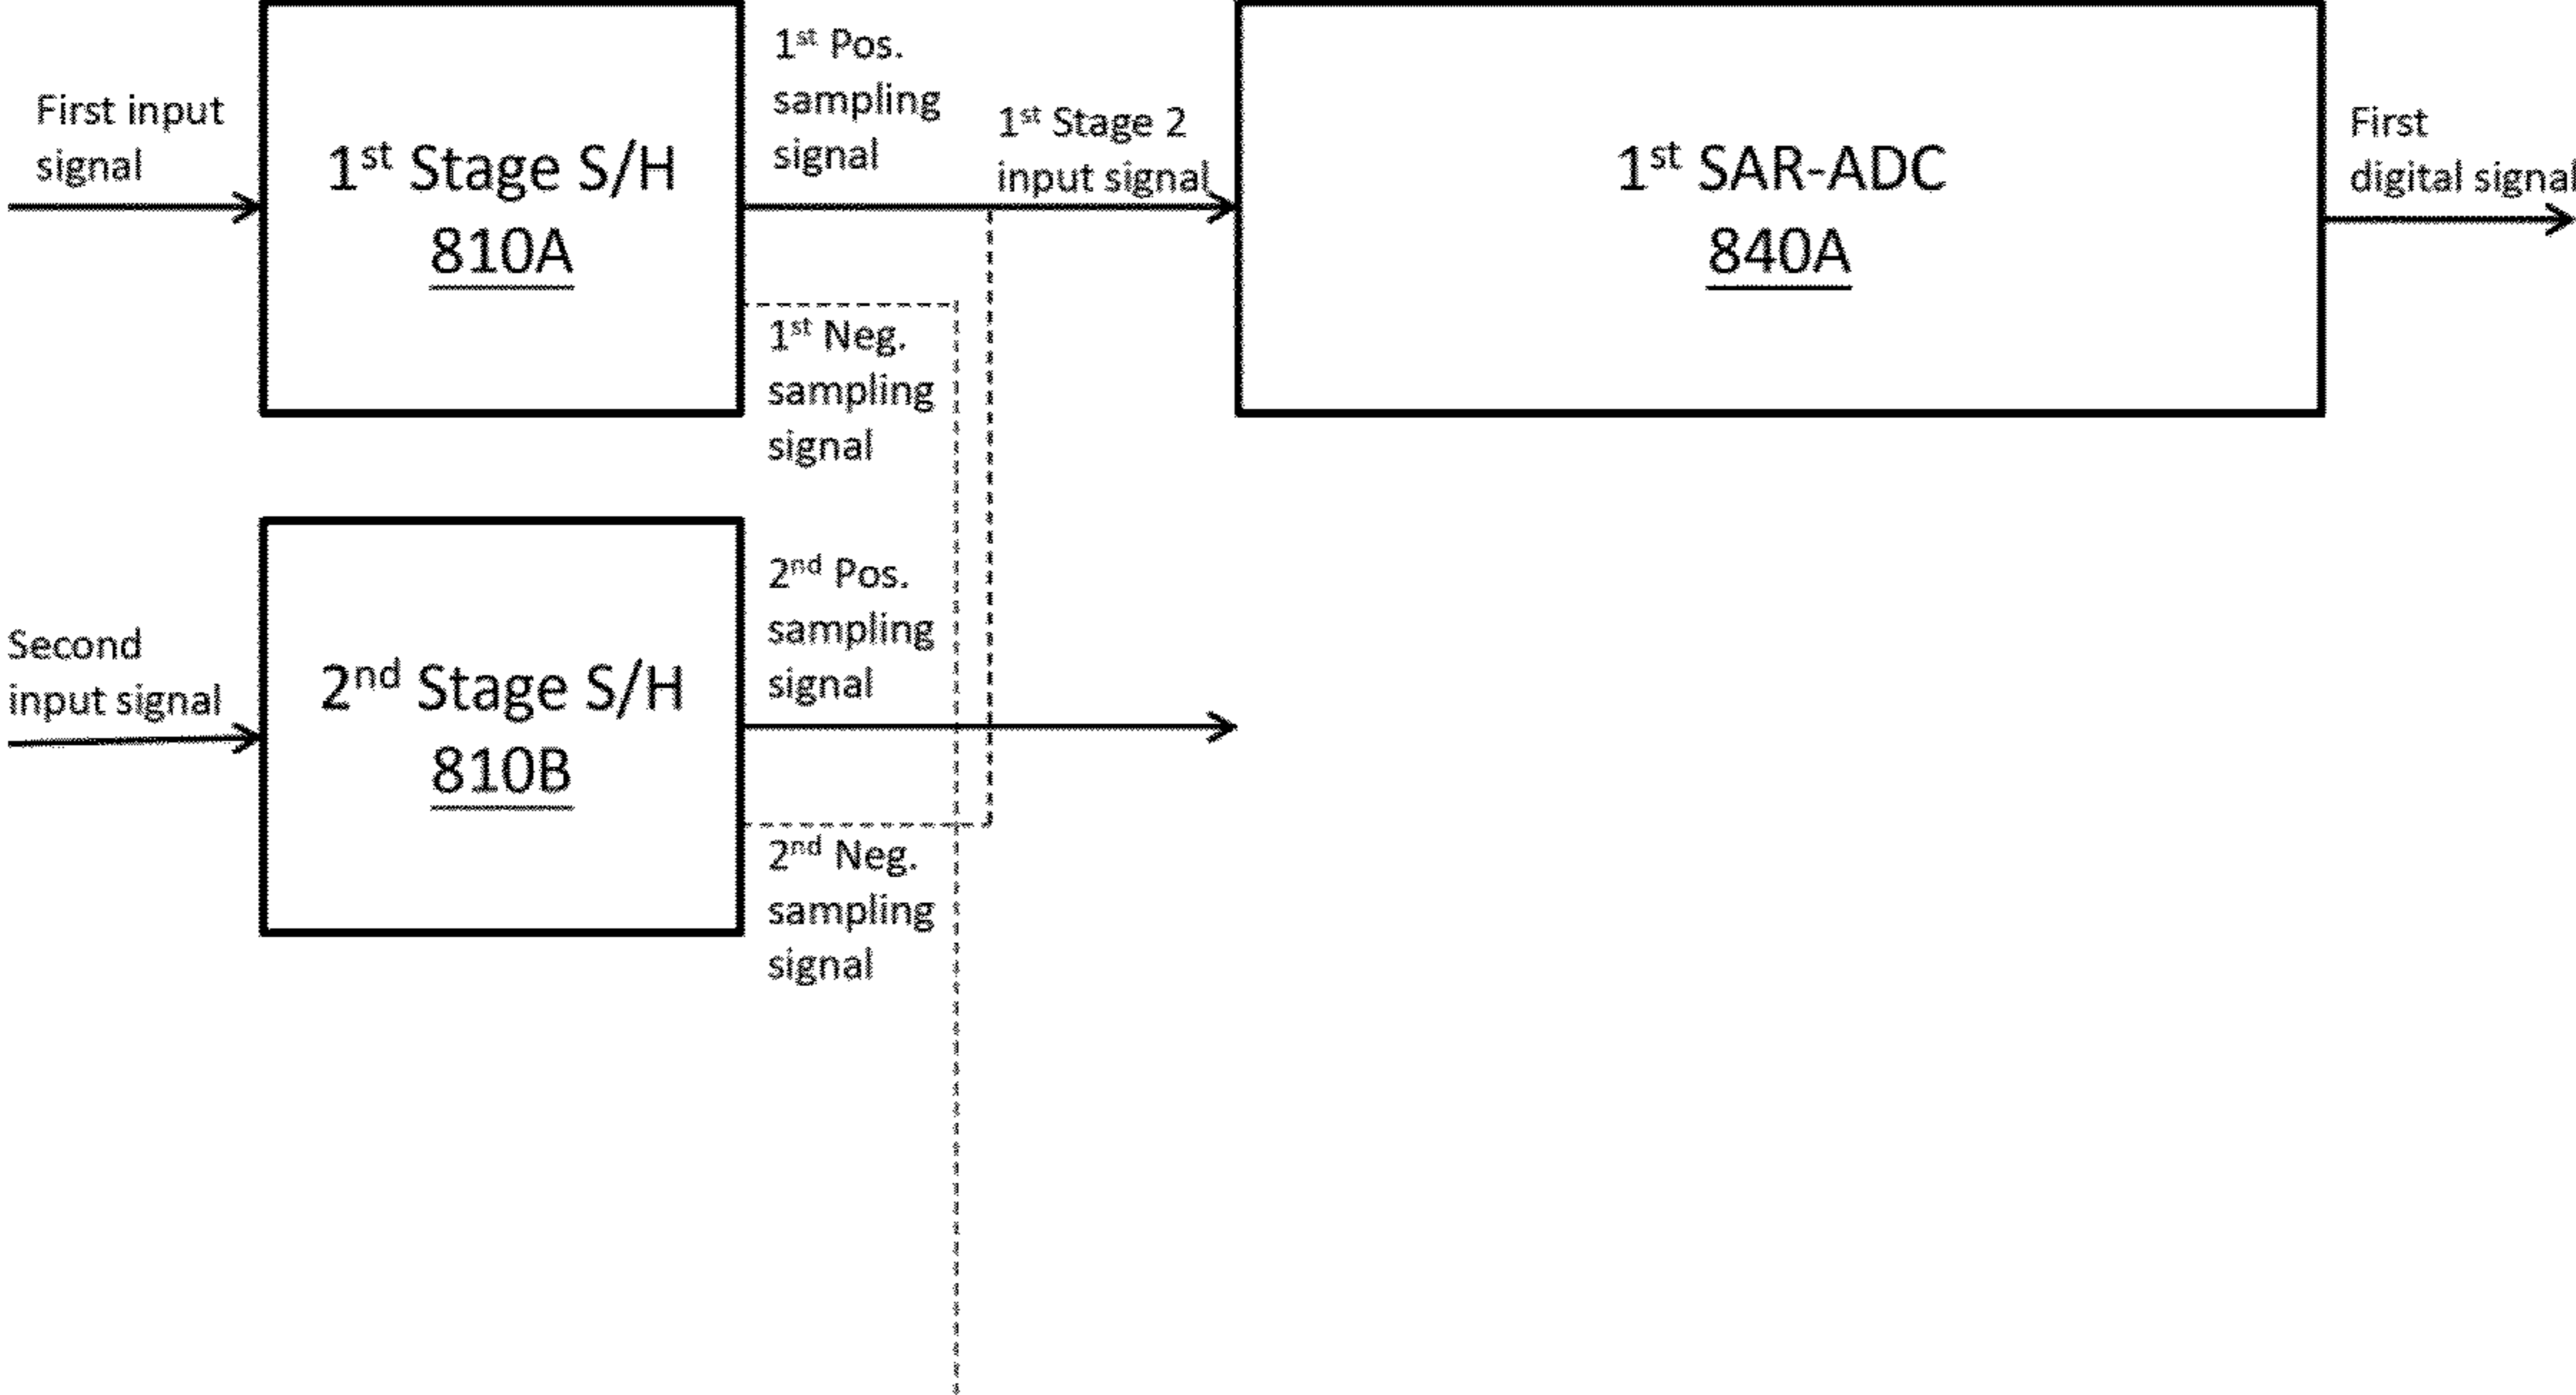 First input
signal
1st Stage S/H
810A
1st Pos.
sampling
signal
1st Stage 2
input signal
1st SAR-ADC
840A
First
digital signal
1st Neg.
sampling
signal
Second
input signal
2nd Stage S/H
810B
2nd Pos.
sampling
signal
2nd Neg.
sampling
signal